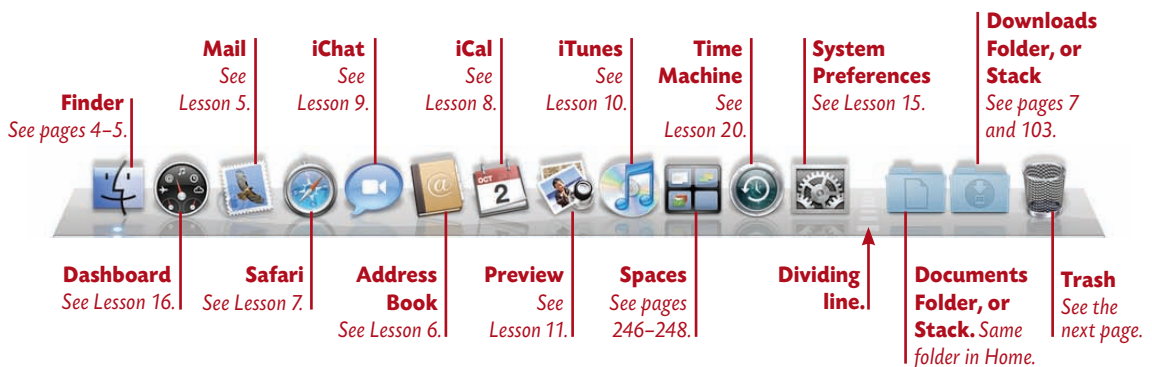 Finder
See pages 4–5.
Mail
See
Lesson 5.
iChat
See
Lesson 9.
iCal
See
Lesson 8.
iTunes
See
Lesson 10.
Time
Machine
See
Lesson 20.
System
Preferences
See Lesson 15.
Downloads
Folder, or
Stack
See pages 7
and 103.
@
OCT
2
Dashboard
See Lesson 16.
Safari
See Lesson 7.
Address
Book
See Lesson 6.
Preview
See
Lesson 11.
Spaces
See pages
246–248.
Dividing
line.
Documents
Folder, or
Stack. Same
folder in Home.
Trash
See the
next page.